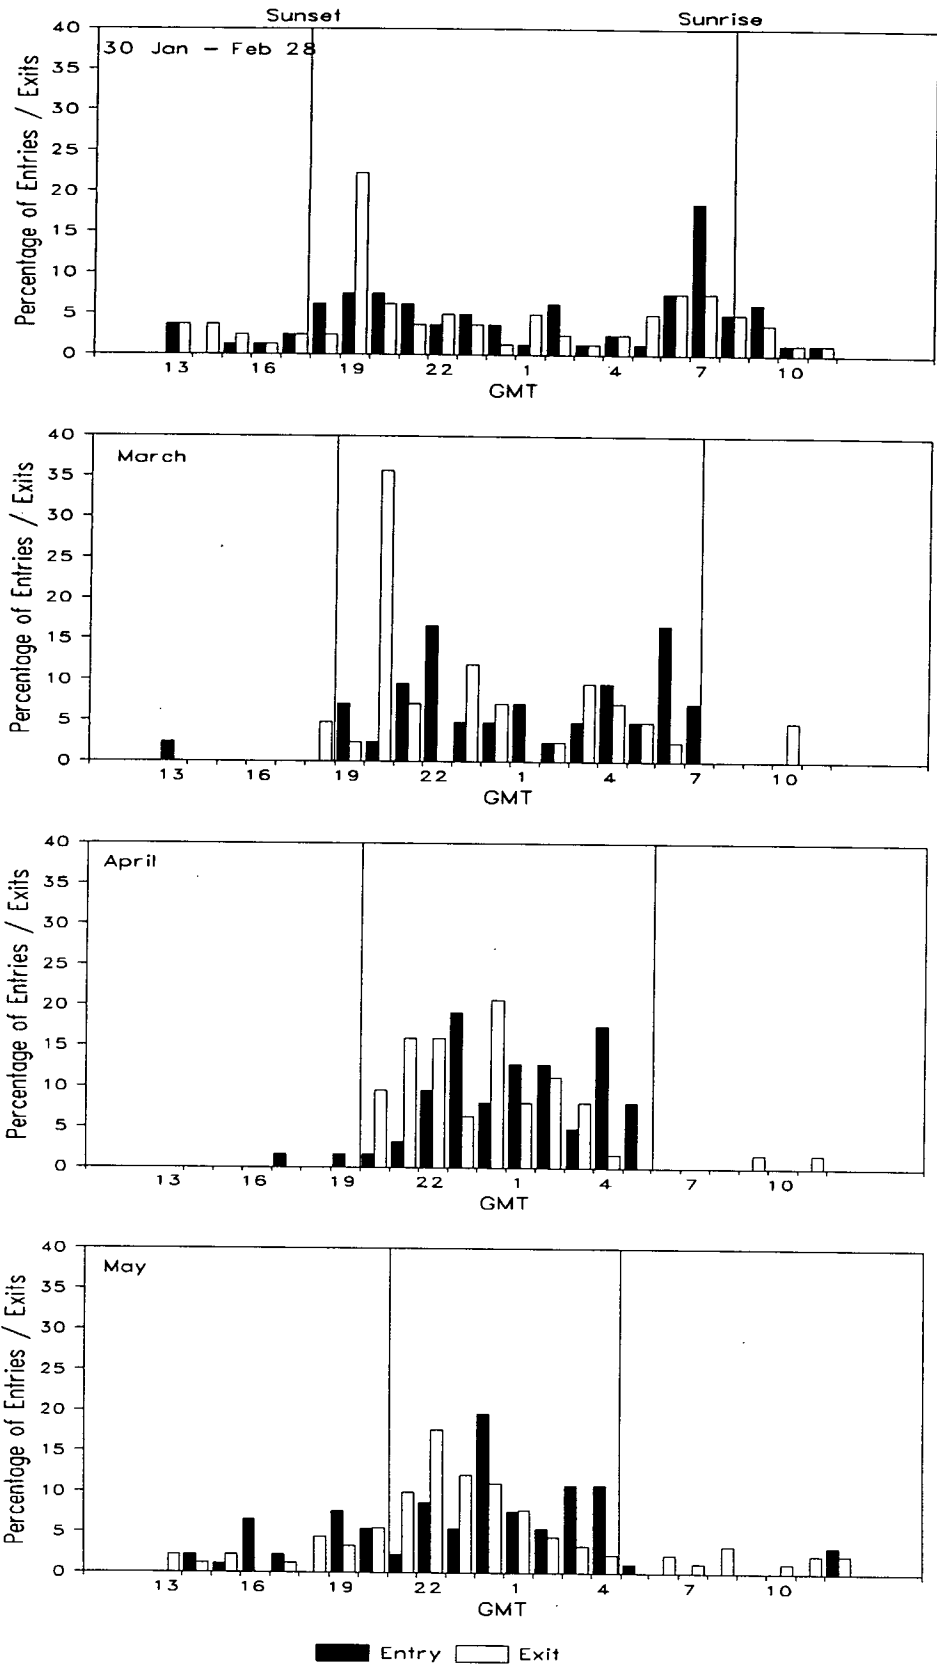 Sunset Sunrise
40
30 Jan - Feb 28
35
30
25
20
15
10
5
0
Percentage of Entries / Exits
13 16 19 22 1 4 7 10
GMT
40
March
35
30
25
20
15
10
5
0
Percentage of Entries / Exits
13 16 19 22 1 4 7 10
GMT
40
April
35
30
25
20
15
10
5
0
Percentage of Entries / Exits
13 16 19 22 1 4 7 10
GMT
40
May
35
30
25
20
15
10
5
0
Percentage of Entries / Exits
13 16 19 22 1 4 7 10
GMT
Entry Exit